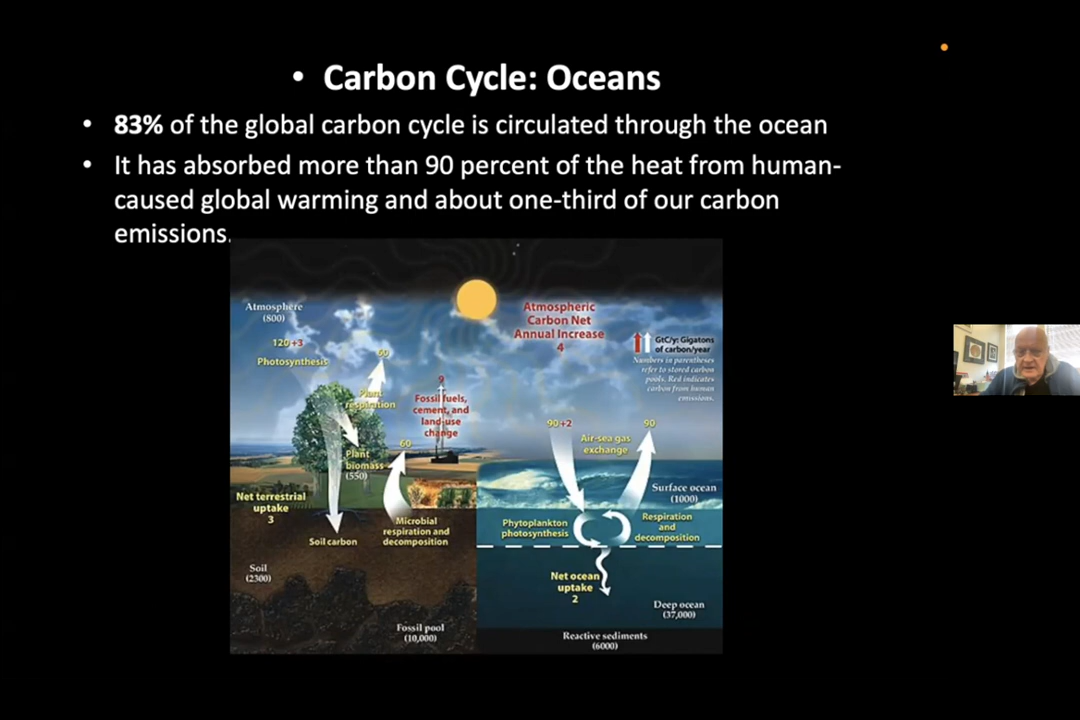 • Carbon Cycle: Oceans
• 83% of the global carbon cycle is circulated through the ocean
• It has absorbed more than 90 percent of the heat from human-
caused global warming and about one-third of our carbon
emissions.
Atmosphere
(800)
120+3
Photosynthesis
60
Plant
respiration
9
Fossil fuels,
cement, and
land-use
change
Plant
biomass
(550)
60
Net terrestrial
uptake
3
Soil carbon
Microbial
respiration and
decomposition
Soil
(2300)
Fossil pool
(10,000)
Atmospheric
Carbon Net
Annual Increase
4
GtC/y: Gigatons
of carbon/year
Numbers in parentheses
refer to stored carbon
pools. Red indicates
carbon from human
emissions.
90+2
Air-sea gas
exchange
90
Surface ocean
(1000)
Phytoplankton
photosynthesis
Respiration
and
decomposition
Net ocean
uptake
2
Deep ocean
(37,000)
Reactive sediments
(6000)